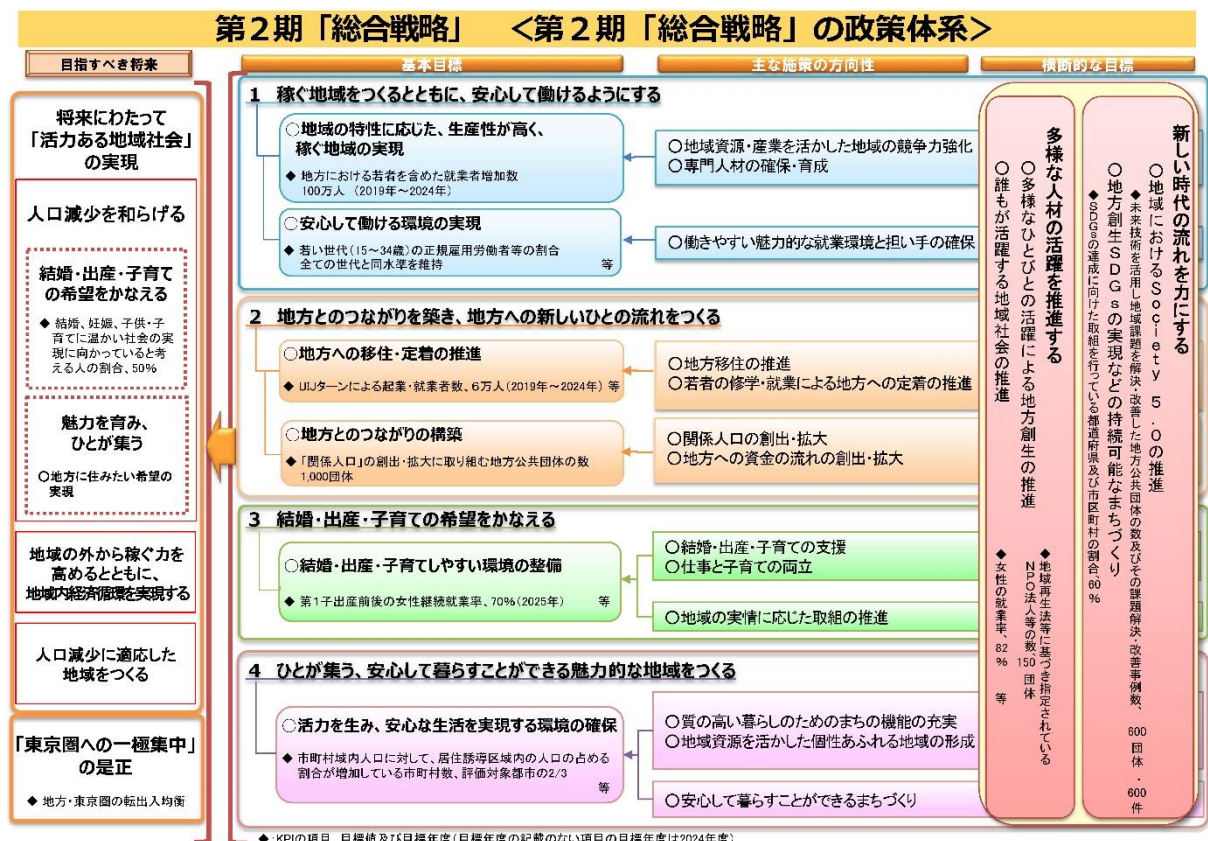 第２期「総合戦略」　＜第２期「総合戦略」の政策体系＞
目指すべき将来
将来にわたって
「活力ある地域社会」
の実現
人口減少を和らげる
結婚・出産・子育て
の希望をかなえる
◆ 結婚、妊娠、子供・子
育てに温かい社会の実
現に向かっていると考
える人の割合、50％
魅力を育み、
ひとが集う
○地方に住みたい希望の
実現
地域の外から稼ぐ力を
高めるとともに、
地域内経済循環を実現する
人口減少に適応した
地域をつくる
「東京圏への一極集中」
の是正
◆ 地方・東京圏の転出入均衡
基本目標
主な施策の方向性
横断的な目標
1　稼ぐ地域をつくるとともに、安心して働けるようにする
○地域の特性に応じた、生産性が高く、
稼ぐ地域の実現
◆ 地方における若者を含めた就業者増加数
100万人 （2019年～2024年）
○地域資源・産業を活かした地域の競争力強化
○専門人材の確保・育成
○安心して働ける環境の実現
◆ 若い世代（15～34歳）の正規雇用労働者等の割合
全ての世代と同水準を維持　等
○働きやすい魅力的な就業環境と担い手の確保
2　地方とのつながりを築き、地方への新しいひとの流れをつくる
○地方への移住・定着の推進
◆ UIJターンによる起業・就業者数、6万人（2019年～2024年） 等
○地方移住の推進
○若者の修学・就業による地方への定着の推進
○地方とのつながりの構築
◆ 「関係人口」の創出・拡大に取り組む地方公共団体の数
1,000団体
○関係人口の創出・拡大
○地方への資金の流れの創出・拡大
3　結婚・出産・子育ての希望をかなえる
○結婚・出産・子育てしやすい環境の整備
◆ 第1子出産前後の女性継続就業率、70％（2025年）　等
○結婚・出産・子育ての支援
○仕事と子育ての両立
○地域の実情に応じた取組の推進
4　ひとが集う、安心して暮らすことができる魅力的な地域をつくる
○活力を生み、安心な生活を実現する環境の確保
◆ 市町村域内人口に対して、居住誘導区域内の人口の占める
割合が増加している市町村数、評価対象都市の2/3
等
○質の高い暮らしのためのまちの機能の充実
○地域資源を活かした個性あふれる地域の形成
○安心して暮らすことができるまちづくり
新しい時代の流れを力にする
○地域におけるＳｏｃｉｅｔｙ ５．０の推進
◆未来技術を活用し地域課題を解決・改善した地方公共団体の数及びその課題解決・改善事例数、600団体・600件
○地方創生ＳＤＧｓの実現などの持続可能なまちづくり
◆SDGsの達成に向けた取組を行っている都道府県及び市区町村の割合、60％
多様な人材の活躍を推進する
○多様なひとびとの活躍による地方創生の推進
◆地域再生法等に基づき指定されている
NPO法人等の数、150団体
○誰もが活躍する地域社会の推進
◆女性の就業率、82％　等
◆：KPIの項目、目標値及び目標年度（目標年度の記載のない項目の目標年度は2024年度）